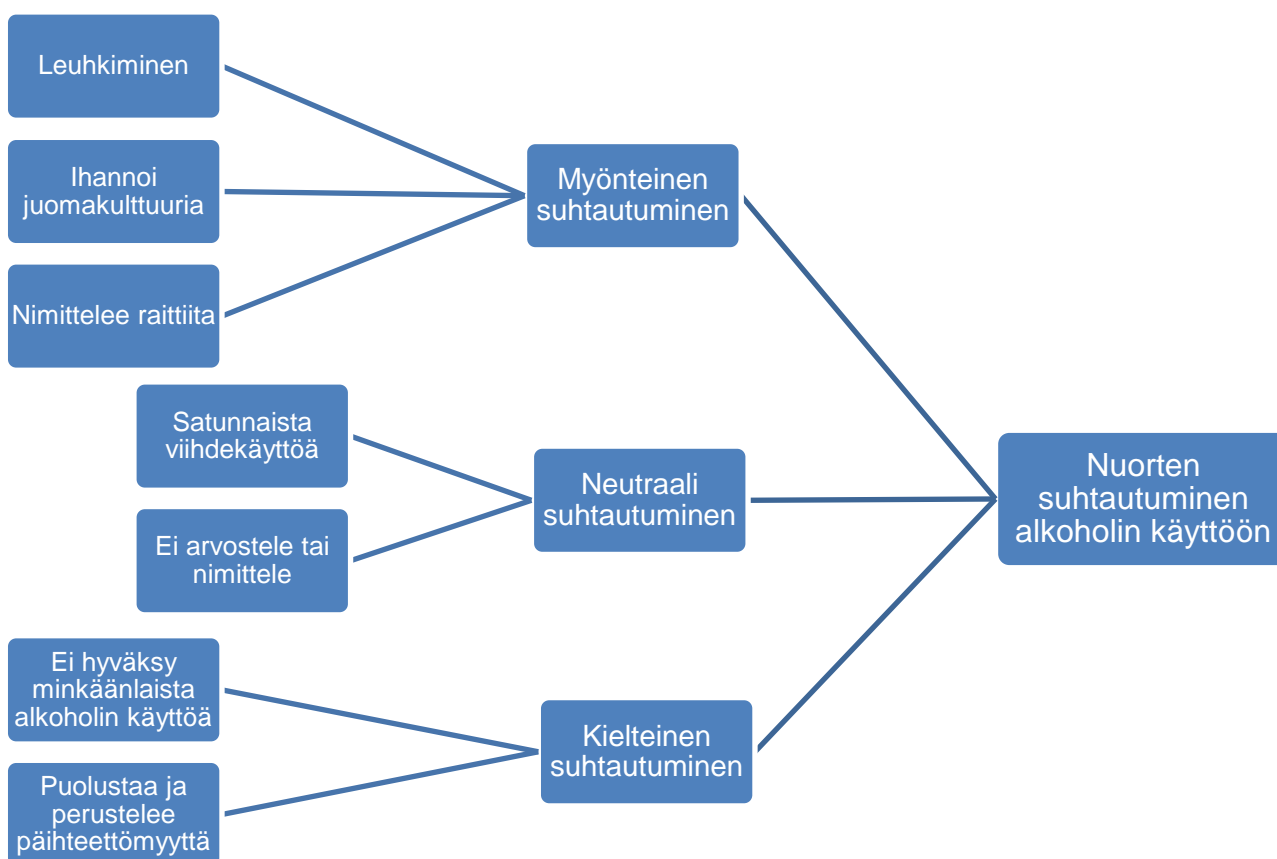 Leuhkiminen
Ihannoi
juomakulttuuria
Nimittelee raittiita
Myönteinen
suhtautuminen
Satunnaista
viihdekäyttöä
Ei arvostele tai
nimittele
Neutraali
suhtautuminen
Ei hyväksy
minkäänlaista
alkoholin käyttöä
Puolustaa ja
perustelee
päihteettömyyttä
Kielteinen
suhtautuminen
Nuorten
suhtautuminen
alkoholin käyttöön